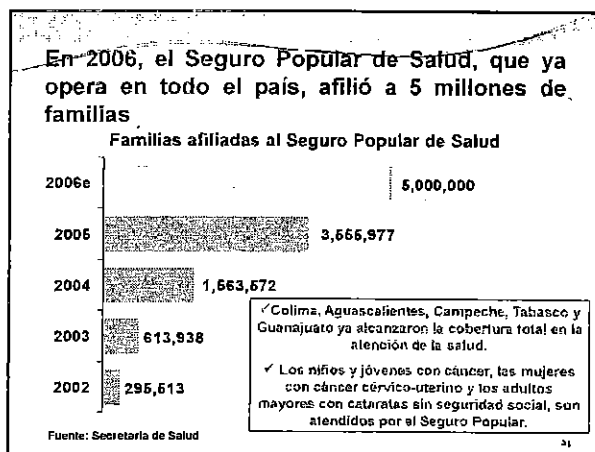 En 2006, el Seguro Popular de Salud, que ya
opera en todo el país, afilió a 5 millones de
familias
Familias afiliadas al Seguro Popular de Salud
2006e 5,000,000
2005 3,555,977
2004 1,563,572
2003 613,938
2002 295,513
✓Colima, Aguascalientes, Campeche, Tabasco y
Guanajuato ya alcanzaron la cobertura total en la
atención de la salud.
✓ Los niños y jóvenes con cáncer, las mujeres
con cáncer cérvico-uterino y los adultos
mayores con cataratas sin seguridad social, son
atendidos por el Seguro Popular.
Fuente: Secretaría de Salud